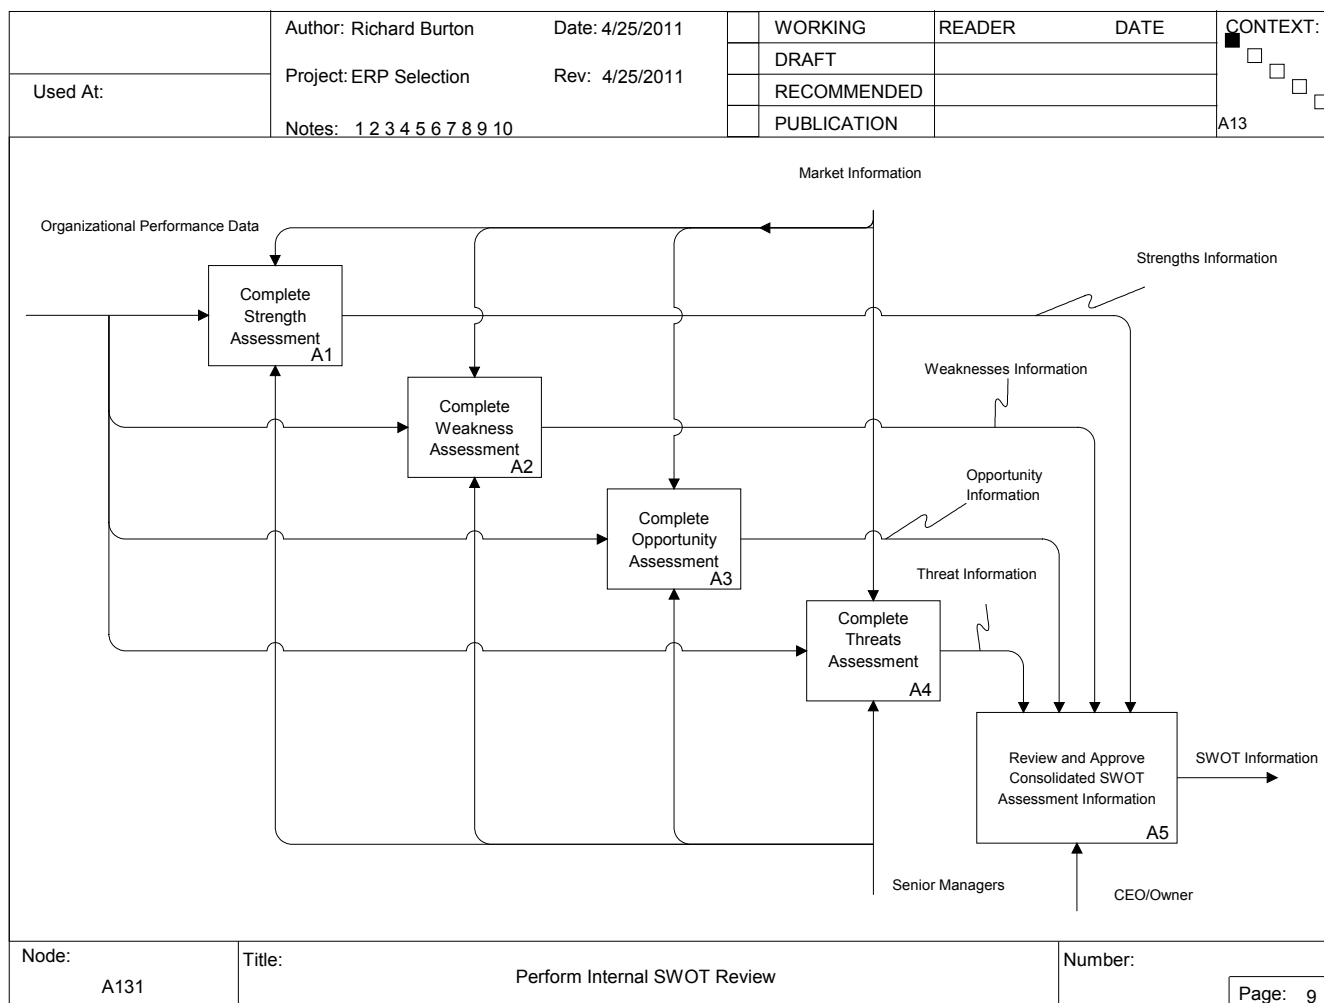 Used At:
Author: Richard Burton
Date: 4/25/2011
Project: ERP Selection
Rev: 4/25/2011
Notes: 1 2 3 4 5 6 7 8 9 10
WORKING
DRAFT
RECOMMENDED
PUBLICATION
READER
DATE
CONTEXT:
A13
Market Information
Organizational Performance Data
Strengths Information
Complete
Strength
Assessment
A1
Weaknesses Information
Complete
Weakness
Assessment
A2
Opportunity
Information
Complete
Opportunity
Assessment
A3
Threat Information
Complete
Threats
Assessment
A4
Review and Approve
Consolidated SWOT
Assessment Information
A5
SWOT Information
Senior Managers
CEO/Owner
Node:
A131
Title:
Perform Internal SWOT Review
Number:
Page: 9